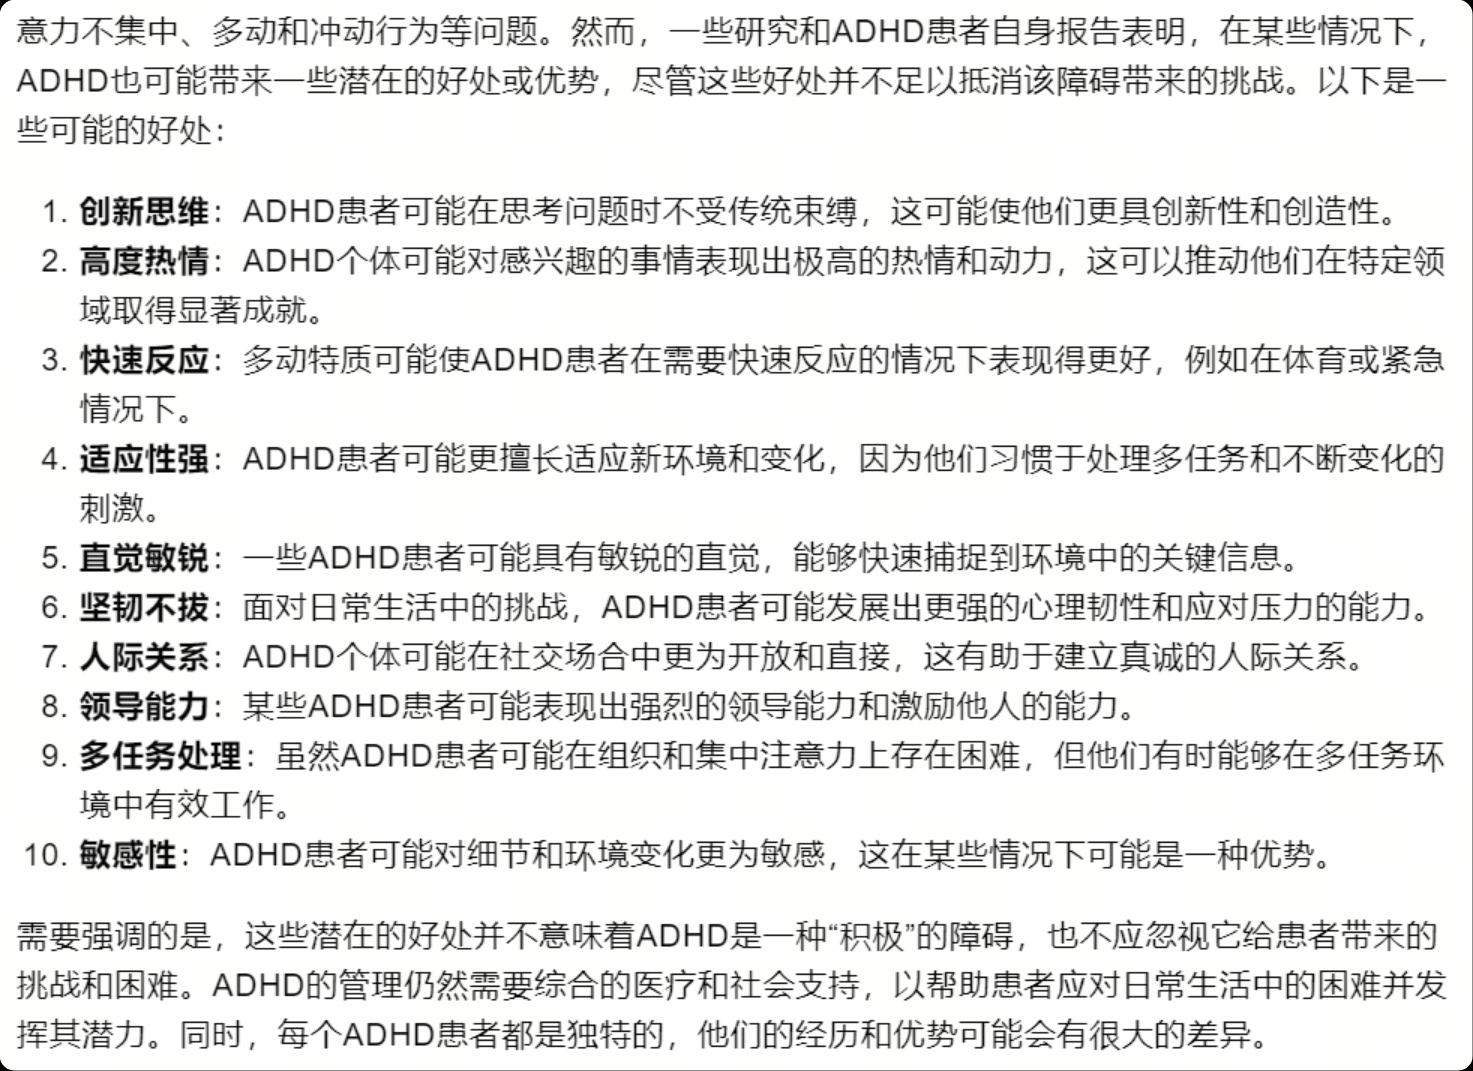 意力不集中、多动和冲动行为等问题。然而，一些研究和ADHD患者自身报告表明，在某些情况下，
ADHD也可能带来一些潜在的好处或优势，尽管这些好处并不足以抵消该障碍带来的挑战。以下是一
些可能的好处：
1. 创新思维：ADHD患者可能在思考问题时不受传统束缚，这可能使他们更具创新性和创造性。
2. 高度热情：ADHD个体可能对感兴趣的事情表现出极高的热情和动力，这可以推动他们在特定领
域取得显著成就。
3. 快速反应：多动特质可能使ADHD患者在需要快速反应的情况下表现得更好，例如在体育或紧急
情况下。
4. 适应性强：ADHD患者可能更擅长适应新环境和变化，因为他们习惯于处理多任务和不断变化的
刺激。
5. 直觉敏锐：一些ADHD患者可能具有敏锐的直觉，能够快速捕捉到环境中的关键信息。
6. 坚韧不拔：面对日常生活中的挑战，ADHD患者可能发展出更强的心理韧性和应对压力的能力。
7. 人际关系：ADHD个体可能在社交场合中更为开放和直接，这有助于建立真诚的人际关系。
8. 领导能力：某些ADHD患者可能表现出强烈的领导能力和激励他人的能力。
9. 多任务处理：虽然ADHD患者可能在组织和集中注意力上存在困难，但他们有时能够在多任务环
境中有效工作。
10. 敏感性：ADHD患者可能对细节和环境变化更为敏感，这在某些情况下可能是一种优势。
需要强调的是，这些潜在的好处并不意味着ADHD是一种“积极”的障碍，也不应忽视它给患者带来的
挑战和困难。ADHD的管理仍然需要综合的医疗和社会支持，以帮助患者应对日常生活中的困难并发
挥其潜力。同时，每个ADHD患者都是独特的，他们的经历和优势可能会有很大的差异。